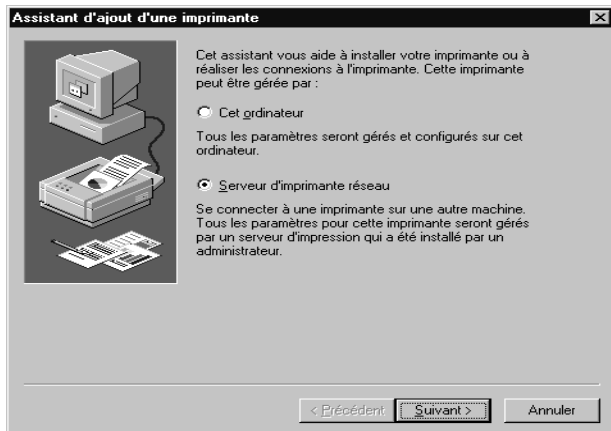 Assistant d'ajout d'une imprimante
Cet assistant vous aide à installer votre imprimante ou à
réaliser les connexions à l'imprimante. Cette imprimante
peut être gérée par :
Cet ordinateur
Tous les paramètres seront gérés et configurés sur cet
ordinateur.
Serveur d'imprimante réseau
Se connecter à une imprimante sur une autre machine.
Tous les paramètres pour cette imprimante seront gérés
par un serveur d'impression qui a été installé par un
administrateur.
< Précédent Suivant > Annuler